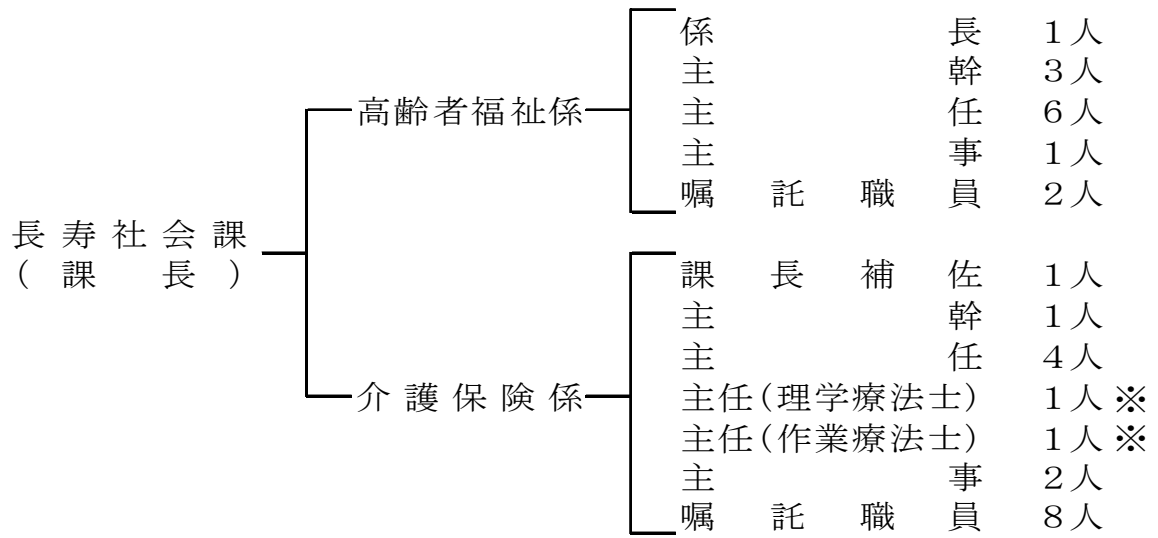 係長 1人
主幹 3人
高齢者福祉係
主任 6人
主事 1人
嘱託職員 2人
長寿社会課
(課長)
課長補佐 1人
主幹 1人
主任 4人
介護保険係
主任(理学療法士) 1人※
主任(作業療法士) 1人※
主事 2人
嘱託職員 8人